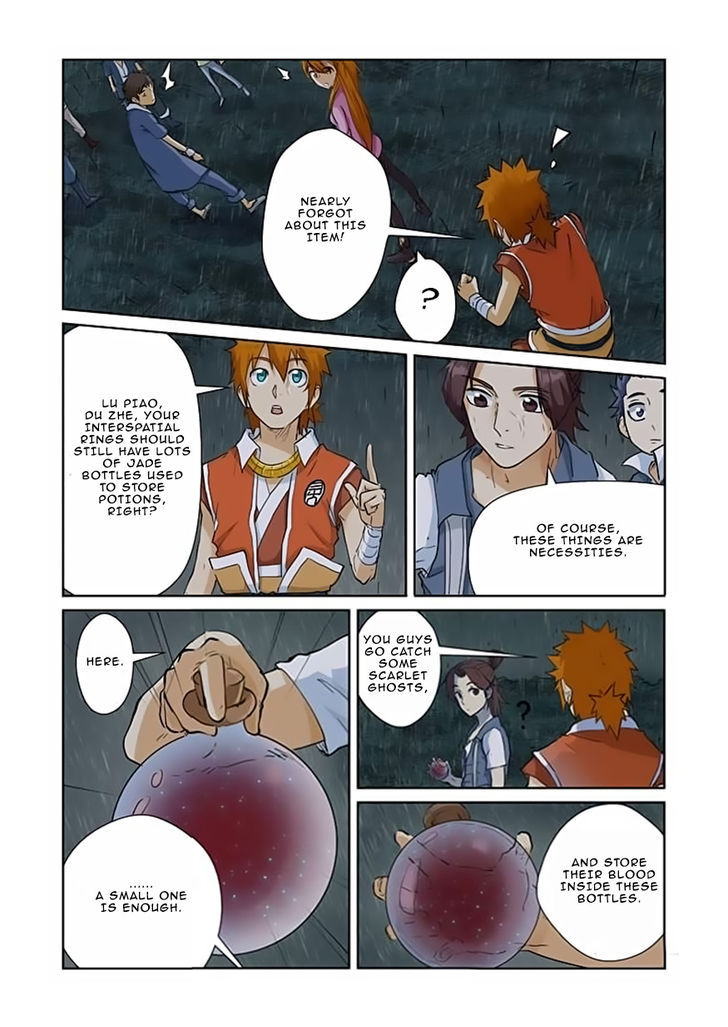 NEARLY
FORGOT
ABOUT THIS
ITEM!
?
LU PIAO,
DU ZHE, YOUR
INTERSPATIAL
RINGS SHOULD
STILL HAVE LOTS
OF JADE
BOTTLES USED
TO STORE
POTIONS,
RIGHT?
OF COURSE,
THESE THINGS ARE
NECESSITIES.
HERE.
......
A SMALL ONE
IS ENOUGH.
YOU GUYS
GO CATCH
SOME
SCARLET
GHOSTS,
?
AND STORE
THEIR BLOOD
INSIDE THESE
BOTTLES.